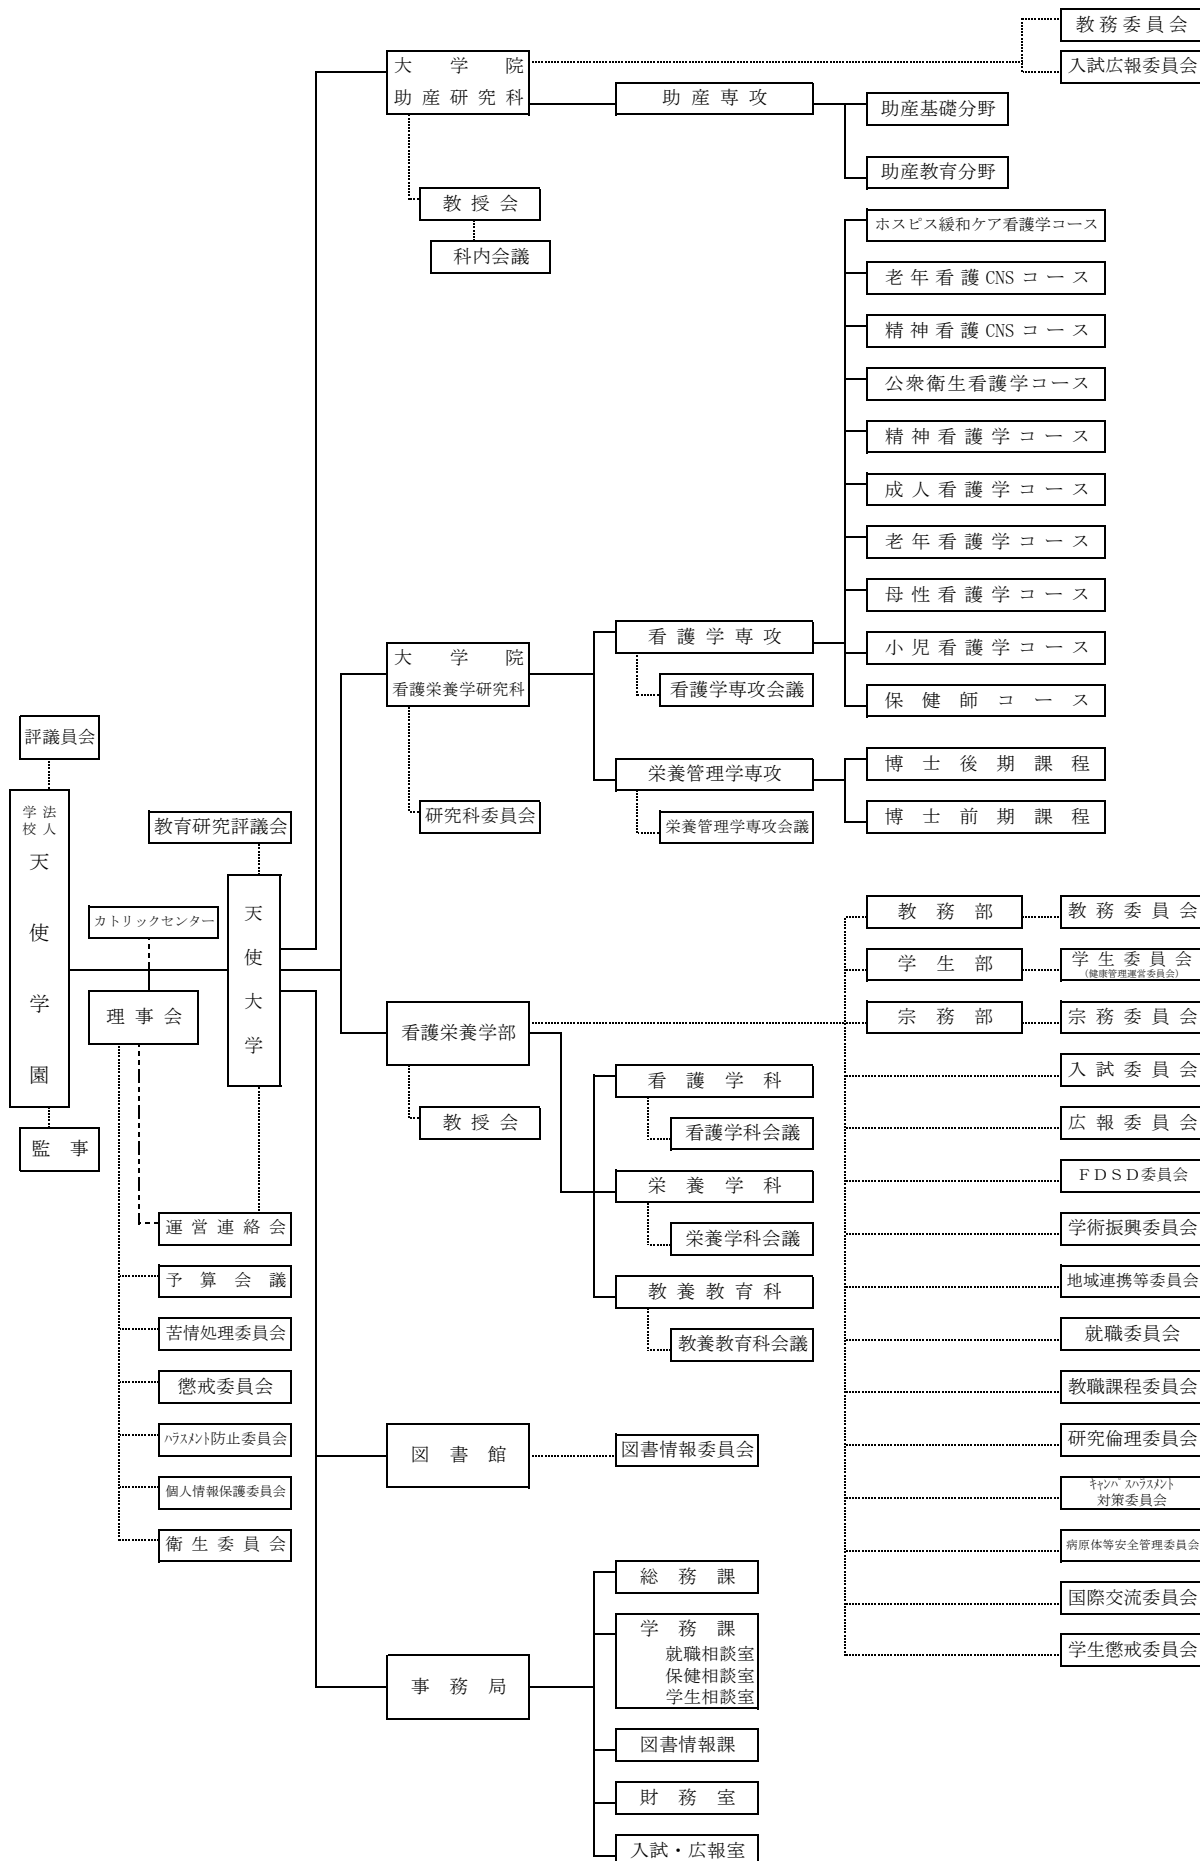 教務委員会
入試広報委員会
大学院
助産研究科
助産専攻
助産基礎分野
助産教育分野
教授会
科内会議
ホスピス緩和ケア看護学コース
老年看護CNSコース
精神看護CNSコース
公衆衛生看護学コース
精神看護学コース
成人看護学コース
老年看護学コース
母性看護学コース
小児看護学コース
保健師コース
大学院
看護栄養学研究科
看護学専攻
看護学専攻会議
栄養管理学専攻
栄養管理学専攻会議
博士後期課程
博士前期課程
研究科委員会
評議員会
学校法人
天使学園
監事
教育研究評議会
カトリックセンター
天使大学
理事会
運営連絡会
予算会議
苦情処理委員会
懲戒委員会
ﾊﾗｽﾒﾝﾄ防止委員会
個人情報保護委員会
衛生委員会
看護栄養学部
教授会
看護学科
看護学科会議
栄養学科
栄養学科会議
教養教育科
教養教育科会議
教務部
教務委員会
学生部
学生委員会
(健康管理運営委員会)
宗務部
宗務委員会
入試委員会
広報委員会
ＦＤＳＤ委員会
学術振興委員会
地域連携等委員会
就職委員会
教職課程委員会
研究倫理委員会
ｷｬﾝﾊﾟｽﾊﾗｽﾒﾝﾄ
対策委員会
病原体等安全管理委員会
国際交流委員会
学生懲戒委員会
図書館
図書情報委員会
事務局
総務課
学務課
就職相談室
保健相談室
学生相談室
図書情報課
財務室
入試・広報室